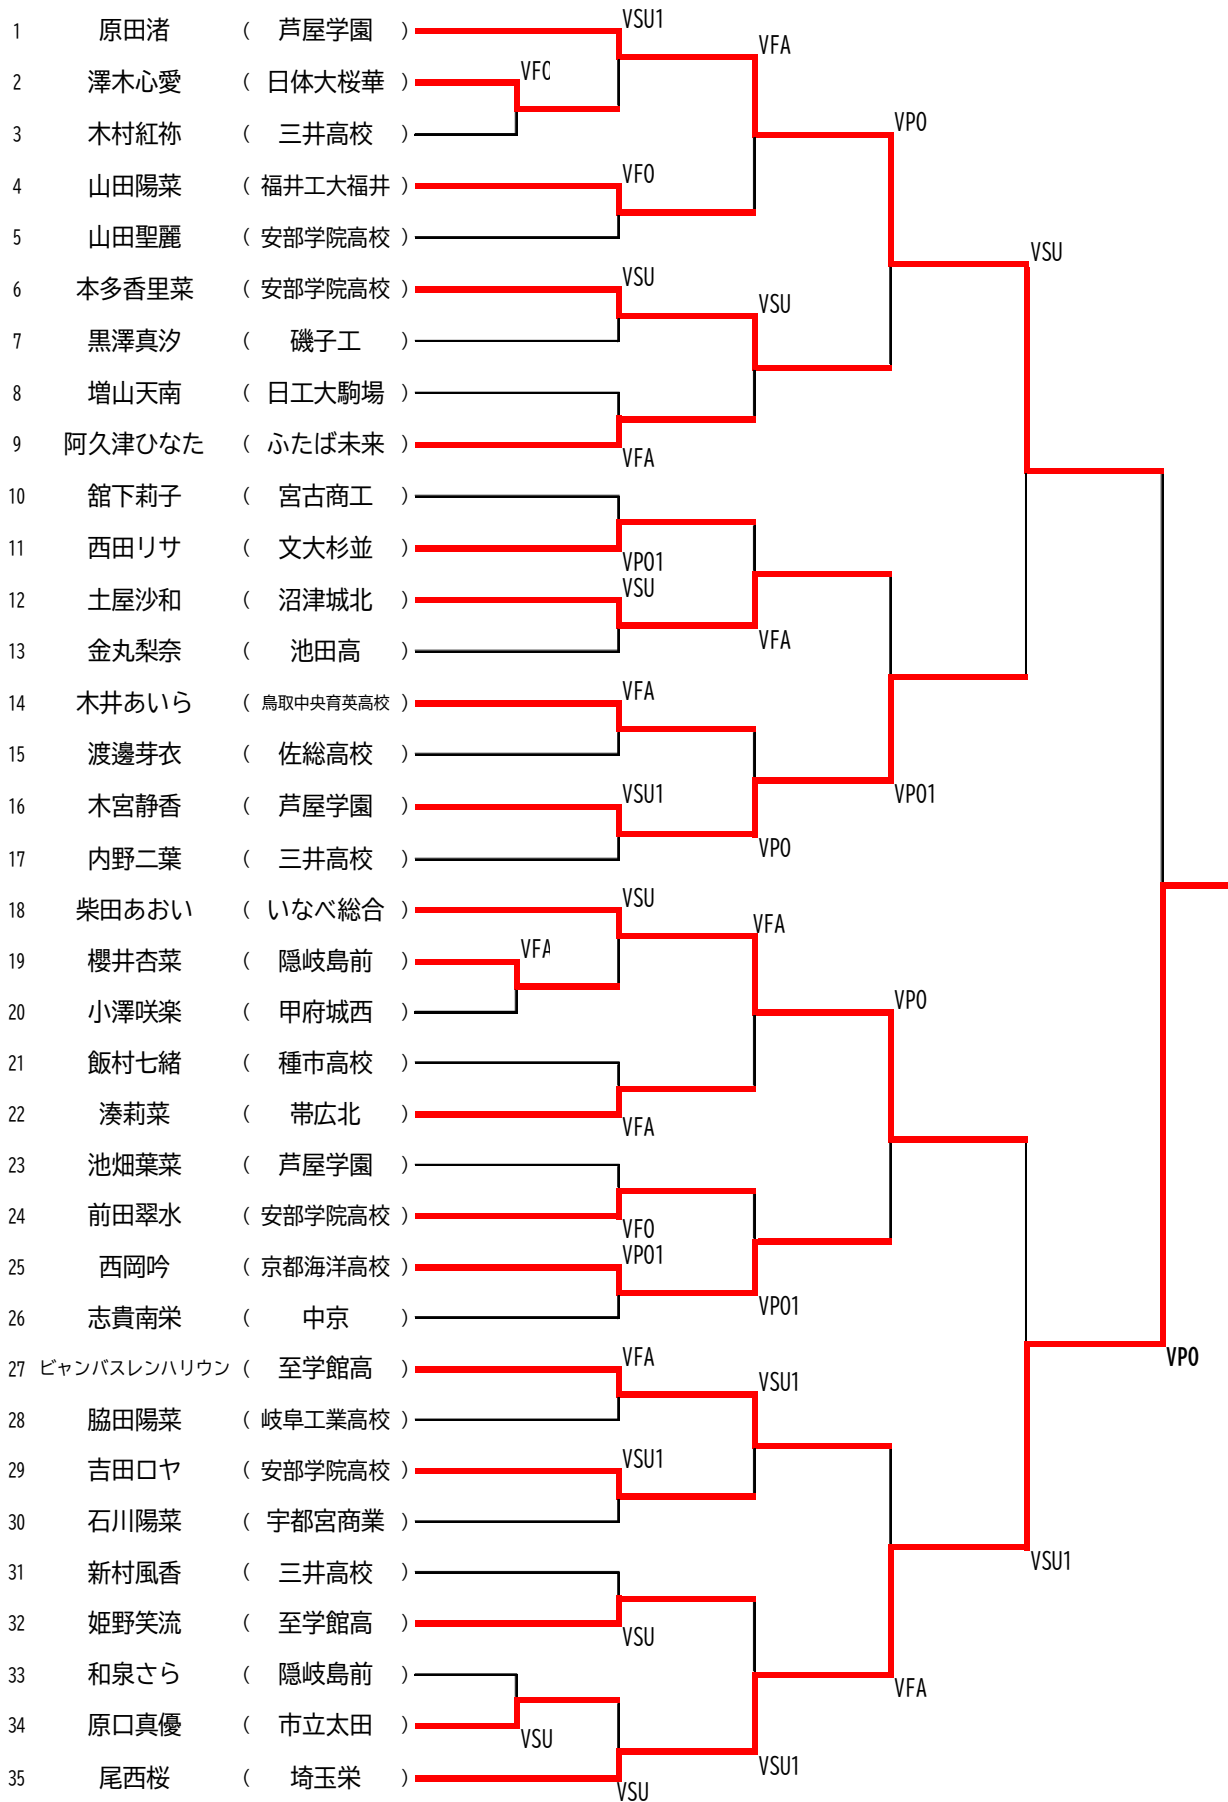 1 原田渚 ( 芦屋学園 ) VSU1
VFA
2 澤木心愛 ( 日体大桜華 )
3 木村紅祢 ( 三井高校 )
VPO
4 山田陽菜 ( 福井工大福井 ) VFO
5 山田聖麗 ( 安部学院高校 )
VSU
6 本多香里菜 ( 安部学院高校 ) VSU
VSU
7 黒澤真汐 ( 磯子工 )
8 増山天南 ( 日工大駒場 )
9 阿久津ひなた ( ふたば未来 ) VFA
10 舘下莉子 ( 宮古商工 )
11 西田リサ ( 文大杉並 ) VPO1
12 土屋沙和 ( 沼津城北 ) VSU
VFA
13 金丸梨奈 ( 池田高 )
14 木井あいら ( 鳥取中央育英高校 ) VFA
15 渡邊芽衣 ( 佐総高校 )
16 木宮静香 ( 芦屋学園 ) VSU1 VPO1
17 内野二葉 ( 三井高校 ) VPO
18 柴田あおい ( いなべ総合 ) VSU
VFA
19 櫻井杏菜 ( 隠岐島前 ) VFA
20 小澤咲楽 ( 甲府城西 ) VPO
21 飯村七緒 ( 種市高校 )
22 湊莉菜 ( 帯広北 ) VFA
23 池畑葉菜 ( 芦屋学園 )
24 前田翠水 ( 安部学院高校 ) VFO
25 西岡吟 ( 京都海洋高校 ) VPO1
VPO1
26 志貴南栄 ( 中京 )
27 ビャンバスレンハリウン ( 至学館高 ) VFA VPO
VSU1
28 脇田陽菜 ( 岐阜工業高校 )
29 吉田ロヤ ( 安部学院高校 ) VSU1
30 石川陽菜 ( 宇都宮商業 )
VSU1
31 新村風香 ( 三井高校 )
32 姫野笑流 ( 至学館高 ) VSU
33 和泉さら ( 隠岐島前 ) VFA
34 原口真優 ( 市立太田 ) VSU
VSU1
35 尾西桜 ( 埼玉栄 ) VSU